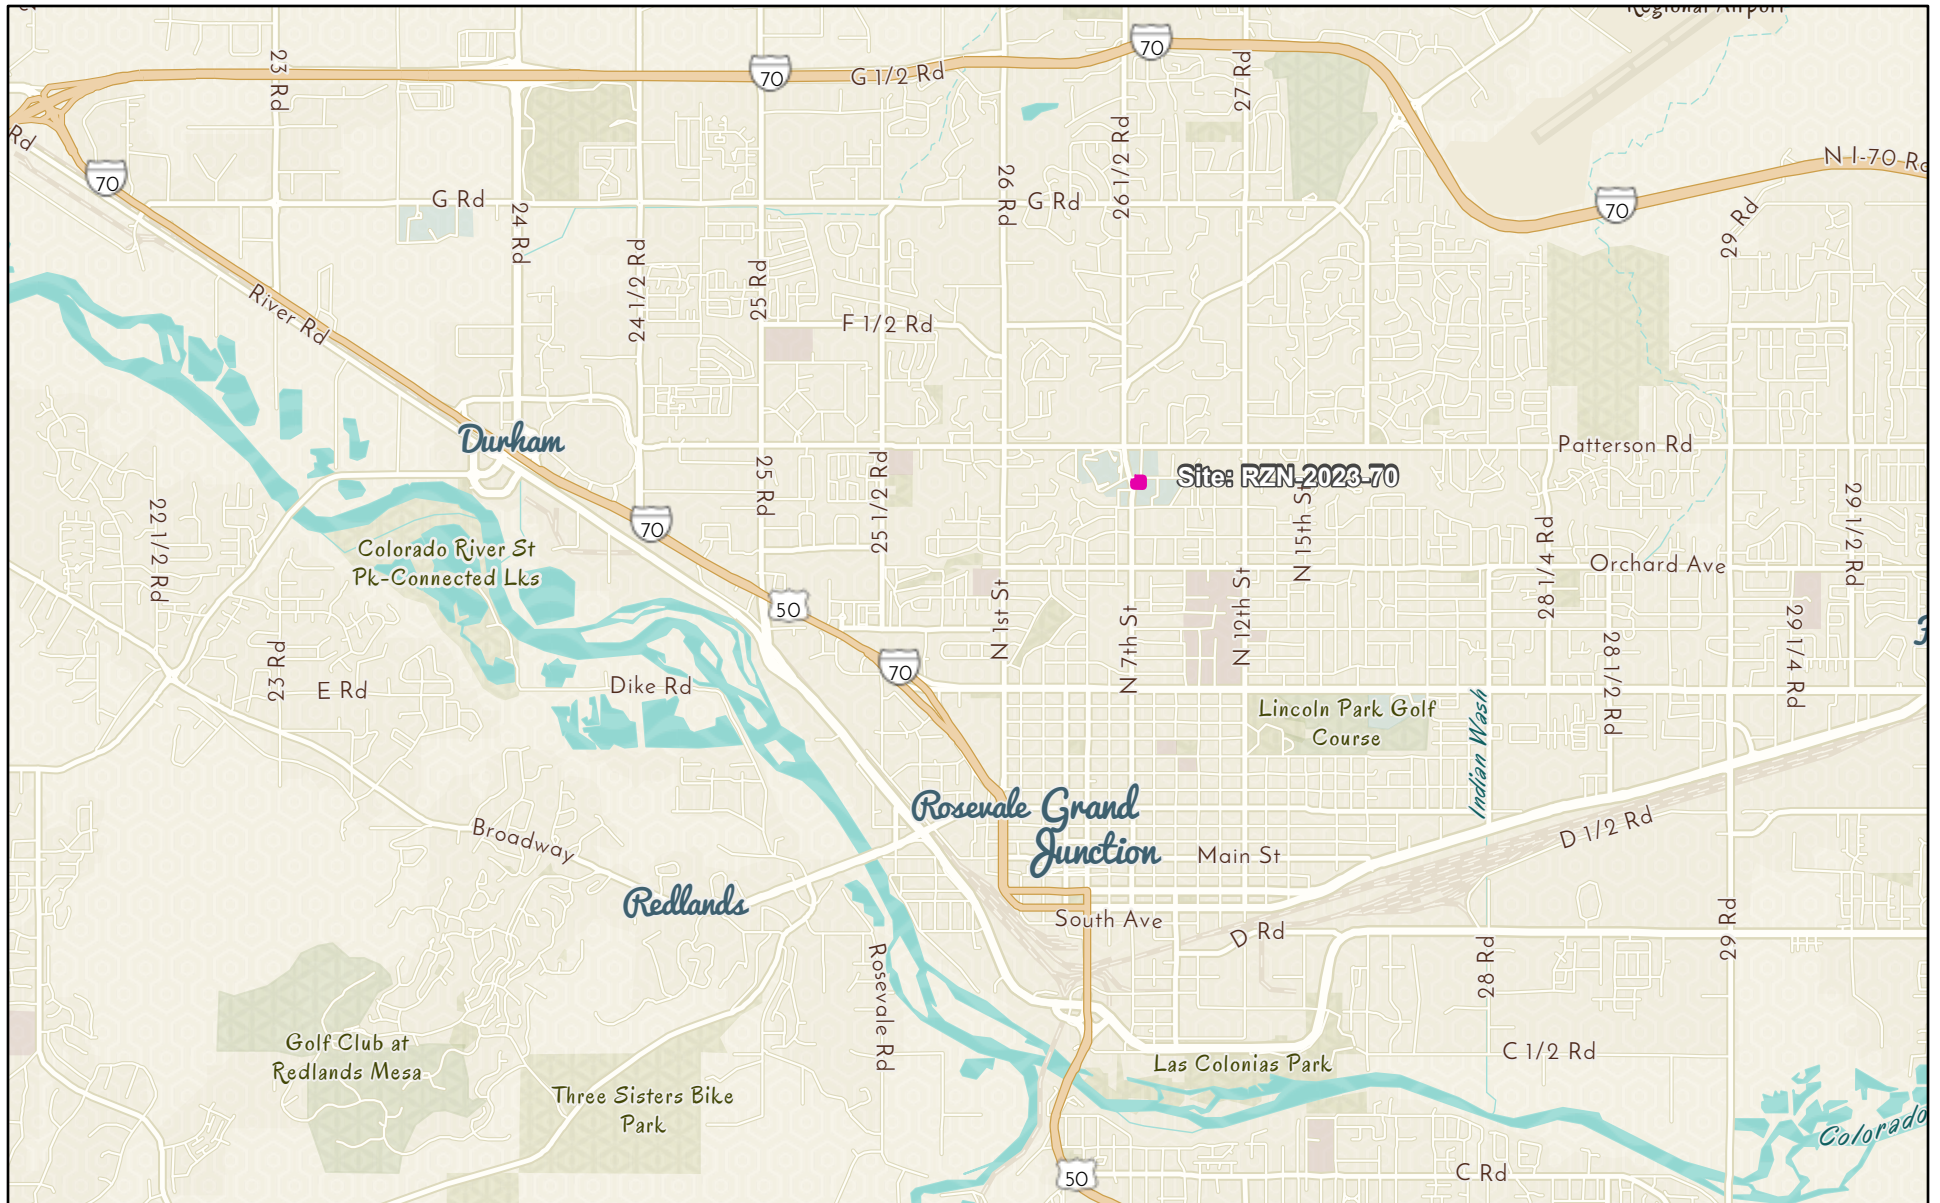 Regional Airport
70
70
G 1/2 Rd
23 Rd
27 Rd
Rd
N I-70 Rd
70
26 1/2 Rd
26 Rd
G Rd
G Rd
70
24 Rd
29 Rd
24 1/2 Rd
25 Rd
River Rd
F 1/2 Rd
Durham
Patterson Rd
Site: RZN-2023-70
25 Rd
25 1/2 Rd
22 1/2 Rd
70
N 15th St
28 1/4 Rd
29 1/2 Rd
Colorado River St
Pk-Connected Lks
Orchard Ave
50
N 1st St
N 7th St
N 12th St
23 Rd
E Rd
Dike Rd
70
28 1/2 Rd
29 1/4 Rd
Lincoln Park Golf
Course
Indian Wash
Rosevale
Grand
Junction
Broadway
Main St
D 1/2 Rd
Redlands
South Ave
D Rd
29 Rd
28 Rd
Rosevale Rd
Golf Club at
Redlands Mesa
Las Colonias Park
C 1/2 Rd
Three Sisters Bike
Park
Colorado
50
C Rd